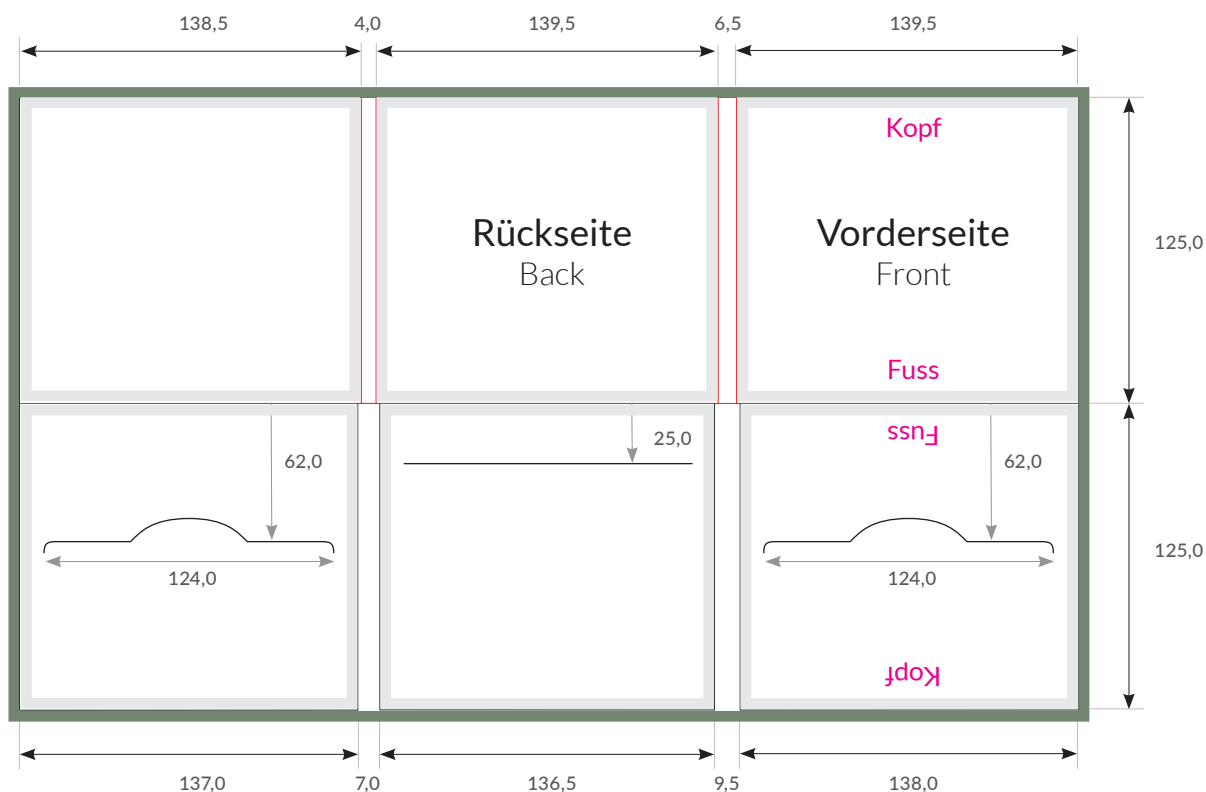 138,5 4,0 139,5 6,5 139,5
Kopf
Rückseite
Back
Vorderseite
Front
125,0
Fuss
Fuss
25,0
62,0
62,0
124,0
124,0
125,0
Kopf
137,0 7,0 136,5 9,5 138,0